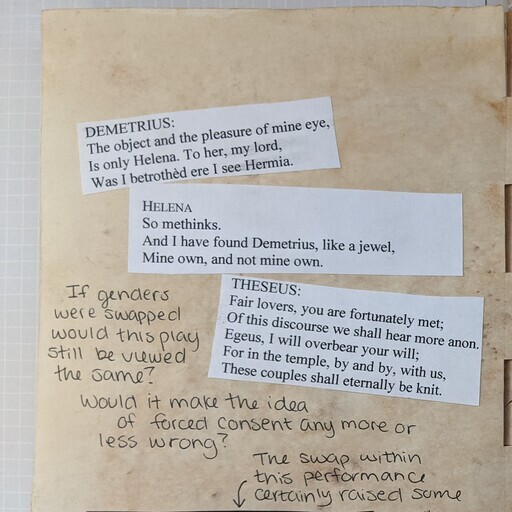 DEMETRIUS:
The object and the pleasure of mine eye,
Is only Helena. To her, my lord,
Was I betrothèd ere I see Hermia.
HELENA
So methinks.
And I have found Demetrius, like a jewel,
Mine own, and not mine own.
THESEUS:
Fair lovers, you are fortunately met;
Of this discourse we shall hear more anon.
Egeus, I will overbear your will;
For in the temple, by and by, with us,
These couples shall eternally be knit.
If genders
were swapped
would this play
still be viewed
the same?
Would it make the idea
of forced consent any more or
less wrong?
The swap within
this performance
certainly raised some